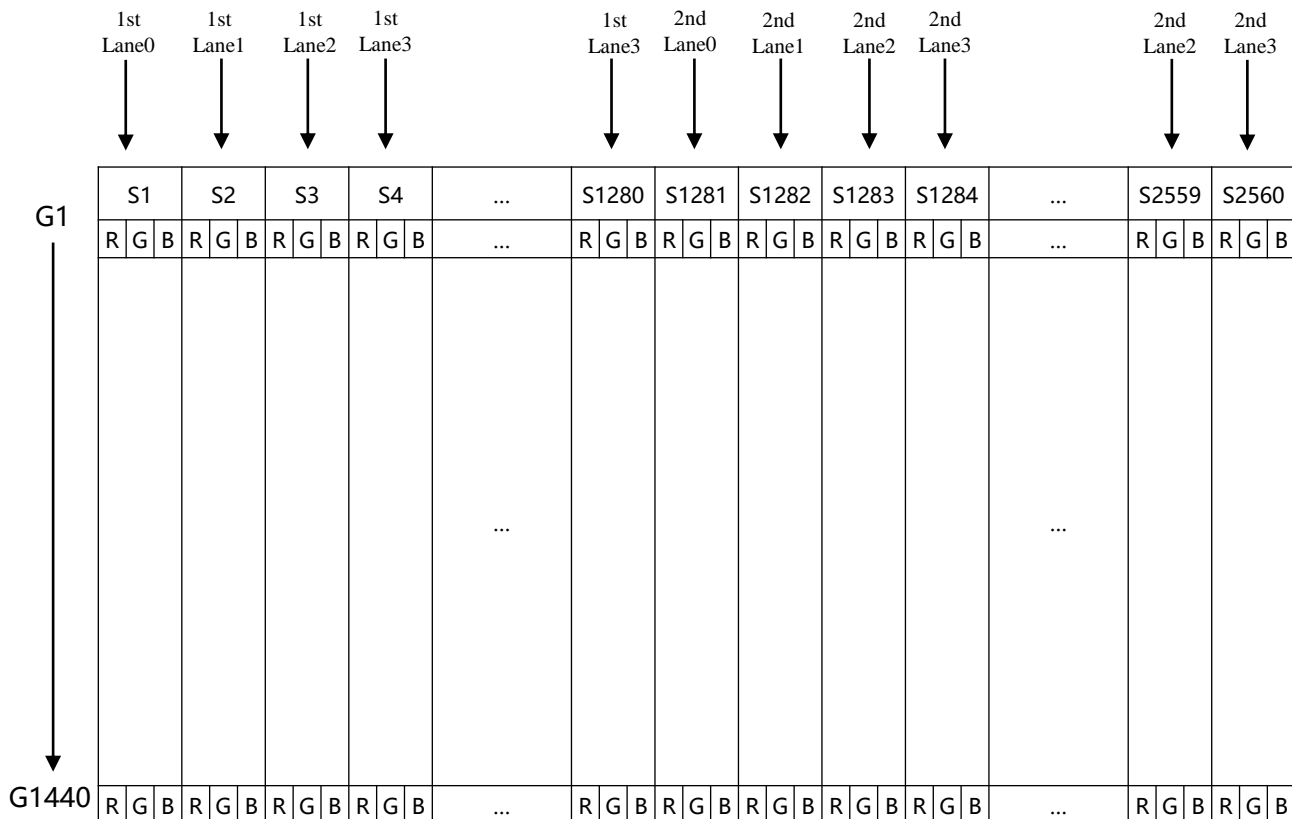 1st 1st 1st 1st 1st 2nd 2nd 2nd 2nd 2nd 2nd
Lane0 Lane1 Lane2 Lane3 Lane3 Lane0 Lane1 Lane2 Lane3 Lane2 Lane3
S1 S2 S3 S4 ... S1280 S1281 S1282 S1283 S1284 ... S2559 S2560
G1
R G B R G B R G B R G B ... R G B R G B R G B R G B R G B ... R G B R G B
... ...
G1440 R G B R G B R G B R G B ... R G B R G B R G B R G B R G B ... R G B R G B